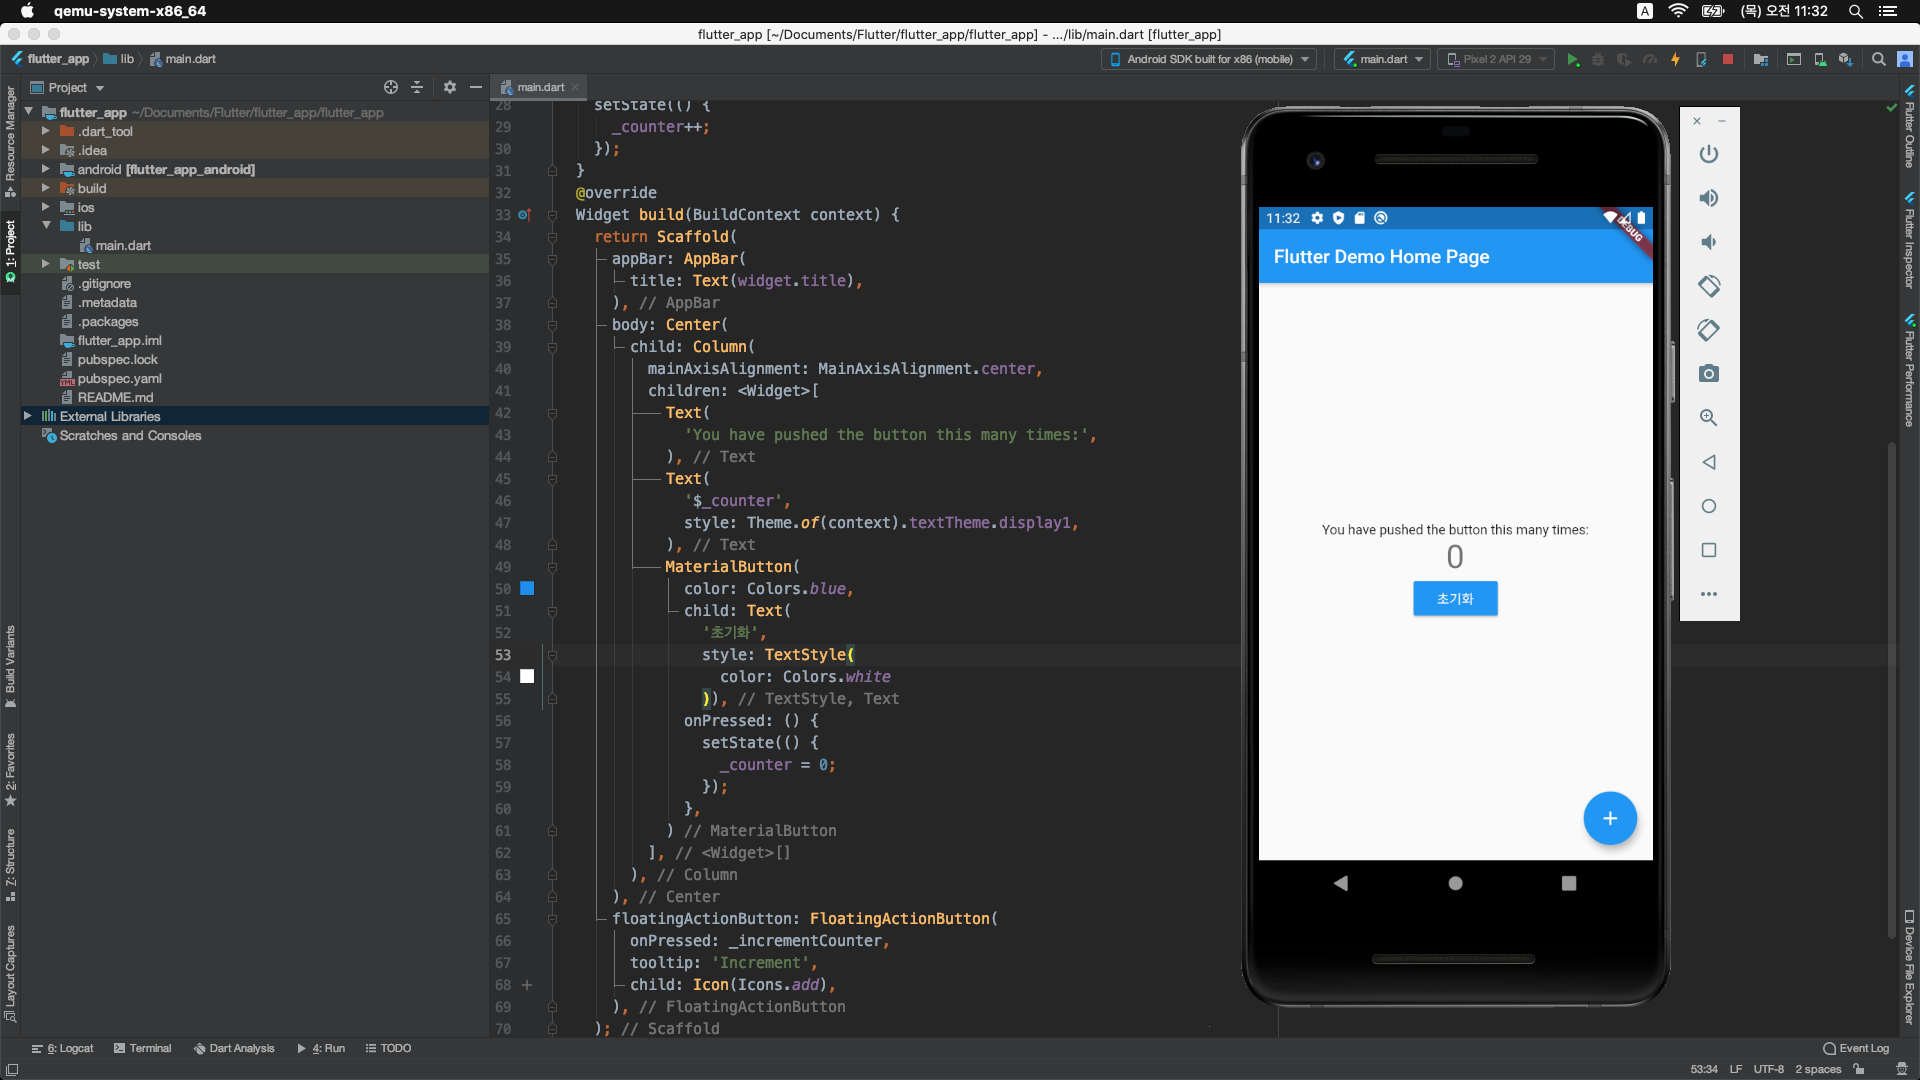 qemu-system-x86_64
A (목) 오전 11:32
flutter_app [~/Documents/Flutter/flutter_app/flutter_app] - .../lib/main.dart [flutter_app]
flutter_app lib main.dart
Android SDK built for x86 (mobile) main.dart Pixel 2 API 29
Project
main.dart
flutter_app ~/Documents/Flutter/flutter_app/flutter_app
.dart_tool
.idea
android [flutter_app_android]
build
ios
lib
main.dart
test
.gitignore
.metadata
.packages
flutter_app.iml
pubspec.lock
pubspec.yaml
README.md
External Libraries
Scratches and Consoles
Resource Manager
1: Project
Build Variants
2: Favorites
7: Structure
Layout Captures
28 setState(() {
29 _counter++;
30 });
31 }
32 @override
33 Widget build(BuildContext context) {
34 return Scaffold(
35 appBar: AppBar(
36 title: Text(widget.title),
37 ), // AppBar
38 body: Center(
39 child: Column(
40 mainAxisAlignment: MainAxisAlignment.center,
41 children: <Widget>[
42 Text(
43 'You have pushed the button this many times:',
44 ), // Text
45 Text(
46 '$_counter',
47 style: Theme.of(context).textTheme.display1,
48 ), // Text
49 MaterialButton(
50 color: Colors.blue,
51 child: Text(
52 '초기화',
53 style: TextStyle(
54 color: Colors.white
55 )), // TextStyle, Text
56 onPressed: () {
57 setState(() {
58 _counter = 0;
59 });
60 },
61 ) // MaterialButton
62 ], // <Widget>[]
63 ), // Column
64 ), // Center
65 floatingActionButton: FloatingActionButton(
66 onPressed: _incrementCounter,
67 tooltip: 'Increment',
68 child: Icon(Icons.add),
69 ), // FloatingActionButton
70 ); // Scaffold
11:32
DEBUG
Flutter Demo Home Page
You have pushed the button this many times:
0
초기화
Flutter Outline
Flutter Inspector
Flutter Performance
Device File Explorer
6: Logcat Terminal Dart Analysis 4: Run TODO
Event Log
53:34 LF UTF-8 2 spaces